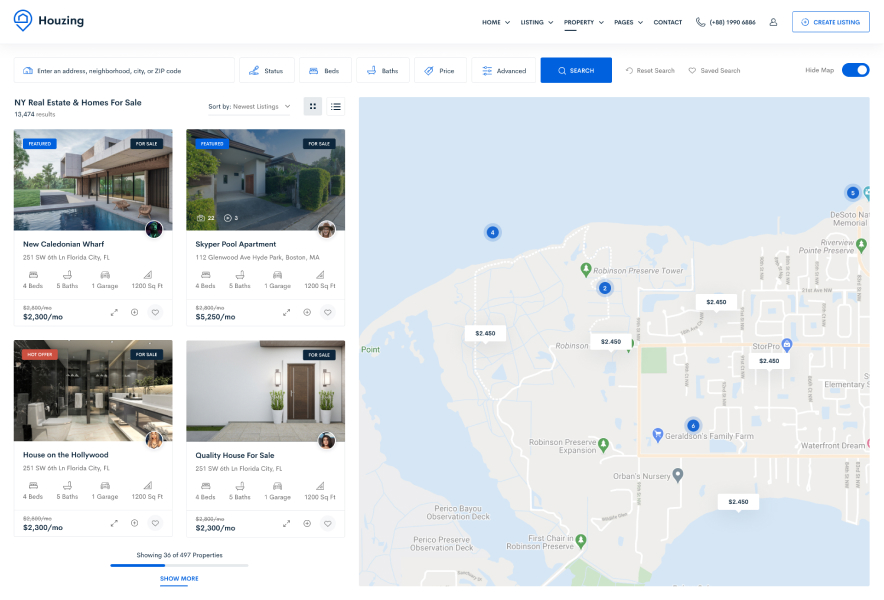 Houzing
HOME
LISTING
PROPERTY
PAGES
CONTACT
(+88) 1990 6886
CREATE LISTING
Enter an address, neighborhood, city, or ZIP code
Status
Beds
Baths
Price
Advanced
SEARCH
Reset Search
Saved Search
Hide Map
NY Real Estate & Homes For Sale
13,474 results
Sort by: Newest Listings
FEATURED
FOR SALE
New Caledonian Wharf
251 SW 6th Ln Florida City, FL
4 Beds
5 Baths
1 Garage
1200 Sq Ft
$2,800/mo
$2,300/mo
FEATURED
FOR SALE
22
3
Skyper Pool Apartment
112 Glenwood Ave Hyde Park, Boston, MA
4 Beds
5 Baths
1 Garage
1200 Sq Ft
$2,800/mo
$5,250/mo
HOT OFFER
FOR SALE
House on the Hollywood
251 SW 6th Ln Florida City, FL
4 Beds
5 Baths
1 Garage
1200 Sq Ft
$2,800/mo
$2,300/mo
FOR SALE
Quality House For Sale
251 SW 6th Ln Florida City, FL
4 Beds
5 Baths
1 Garage
1200 Sq Ft
$2,800/mo
$2,300/mo
Showing 36 of 497 Properties
SHOW MORE
5
DeSoto Nat
Memorial
4
Riverview
Pointe Preserve
Robinson Preserve Tower
2
21st Ave NW
$2.450
$2.450
Robinson
$2.450
Point
StorPro
$2.450
Elementary S
6
Geraldson's Family Farm
Robinson Preserve
Expansion
Waterfront Dream
Orban's Nursery
$2.450
Perico Bayou
Observation Deck
Perico Preserve
Observation Deck
First Chair in
Robinson Preserve